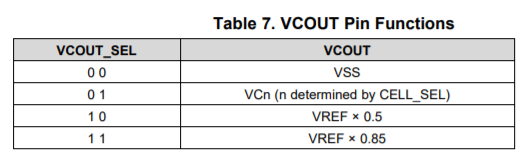 Table 7. VCOUT Pin Functions
VCOUT_SEL VCOUT
0 0 VSS
0 1 VCn (n determined by CELL_SEL)
1 0 VREF × 0.5
1 1 VREF × 0.85